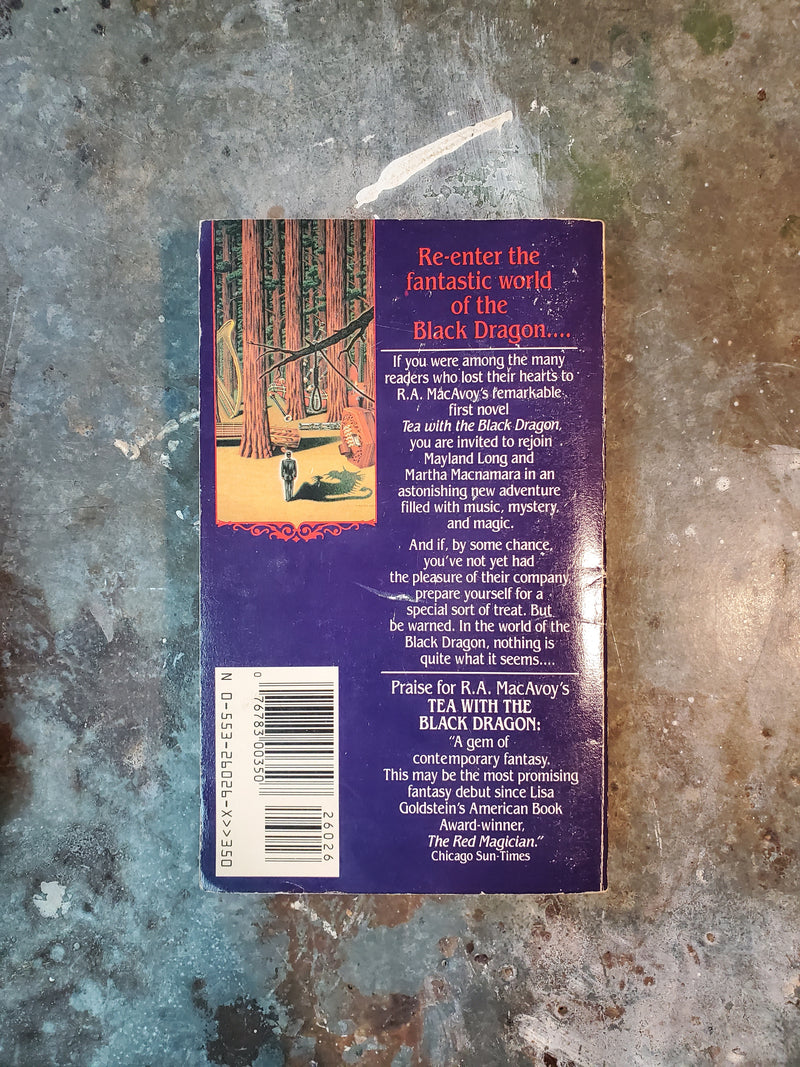 Re-enter the
fantastic world
of the
Black Dragon....
If you were among the many
readers who lost their hearts to
R.A. MacAvoy's remarkable
first novel
Tea with the Black Dragon,
you are invited to rejoin
Mayland Long and
Martha Macnamara in an
astonishing new adventure
filled with music, mystery,
and magic.
And if, by some chance,
you've not yet had
the pleasure of their company,
prepare yourself for a
special sort of treat. But
be warned. In the world of the
Black Dragon, nothing is
quite what it seems....
Praise for R.A. MacAvoy's
TEA WITH THE
BLACK DRAGON:
"A gem of
contemporary fantasy.
This may be the most promising
fantasy debut since Lisa
Goldstein's American Book
Award-winner,
The Red Magician."
Chicago Sun-Times
0 76783 00350
26026
N 0-553-26026-X>>350